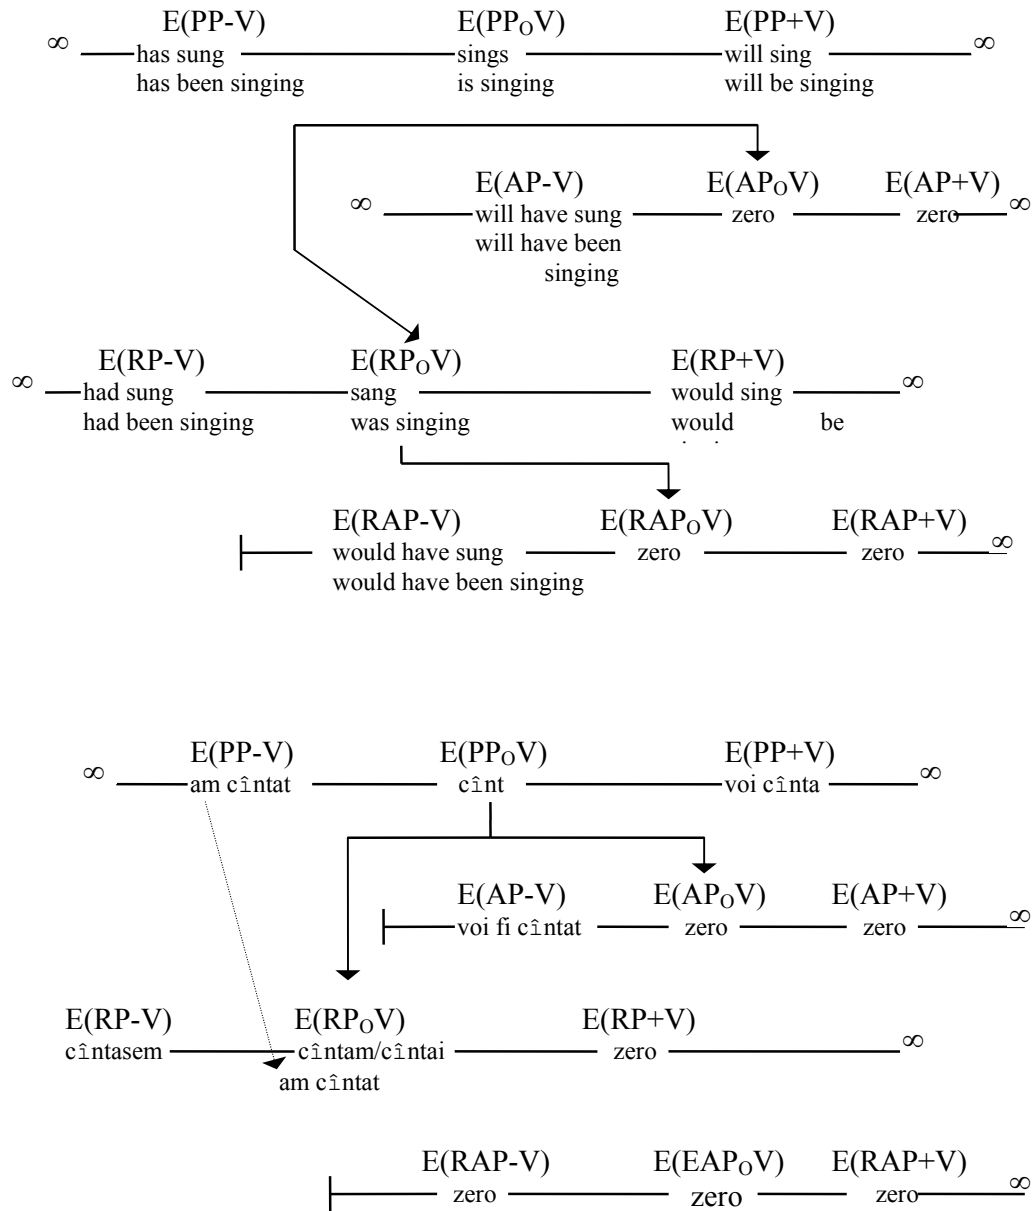 E(PP-V) E(PPOV) E(PP+V)
∞ has sung sings will sing ∞
has been singing is singing will be singing
E(AP-V) E(APOV) E(AP+V)
∞ will have sung zero zero ∞
will have been
singing
E(RP-V) E(RPOV) E(RP+V)
∞ had sung sang would sing ∞
had been singing was singing would be
E(RAP-V) E(RAPOV) E(RAP+V)
would have sung zero zero ∞
would have been singing
E(PP-V) E(PPOV) E(PP+V)
∞ am cîntat cînt voi cînta ∞
E(AP-V) E(APOV) E(AP+V)
voi fi cîntat zero zero ∞
E(RP-V) E(RPOV) E(RP+V)
cîntasem cîntam/cîntai zero ∞
am cîntat
E(RAP-V) E(EAPOV) E(RAP+V)
zero zero zero ∞